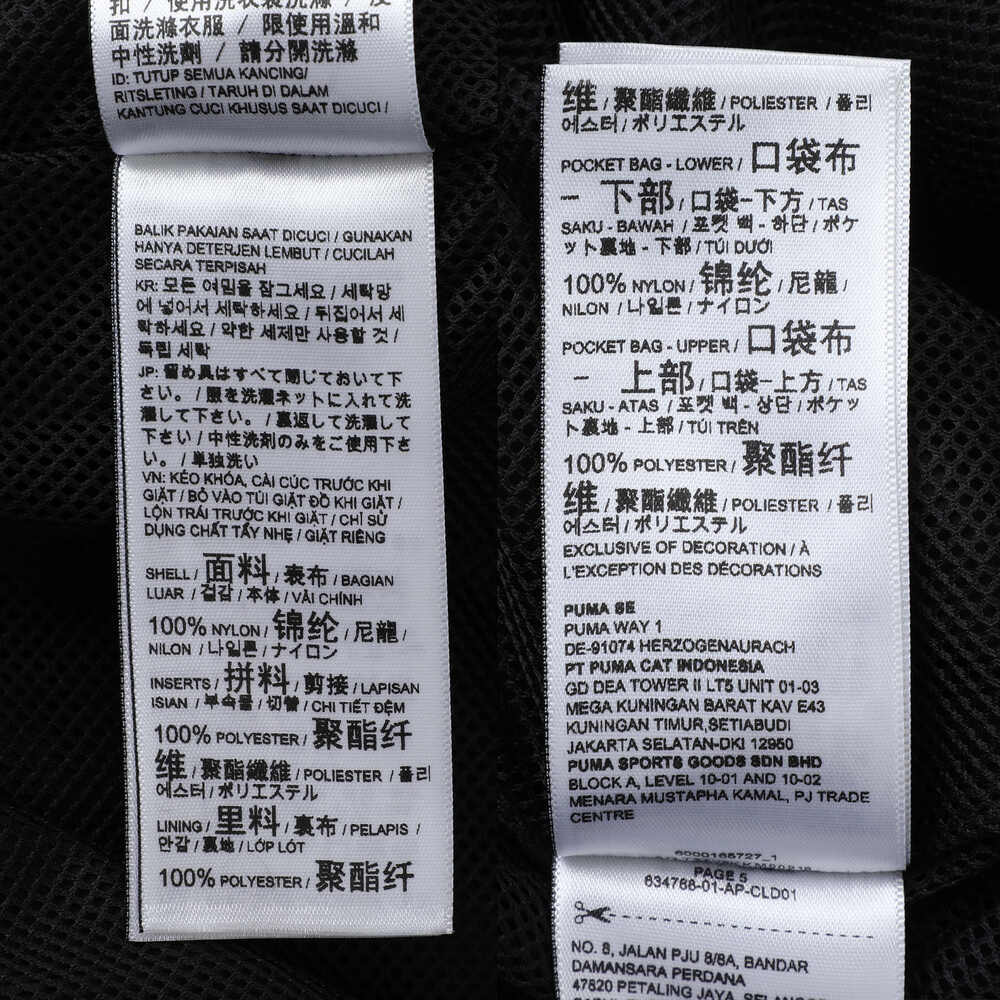 扣 / 使用洗衣袋洗滌 / 反
面洗滌衣服 / 限使用溫和
中性洗劑 / 請分開洗滌
ID: TUTUP SEMUA KANCING/
RITSLETING / TARUH DI DALAM
KANTUNG CUCI KHUSUS SAAT DICUCI /
BALIK PAKAIAN SAAT DICUCI / GUNAKAN
HANYA DETERJEN LEMBUT / CUCILAH
SECARA TERPISAH
KR: 모든 여밈을 잠그세요 / 세탁망
에 넣어서 세탁하세요 / 뒤집어서 세
탁하세요 / 약한 세제만 사용할 것 /
독립 세탁
JP: 留め具はすべて閉じておいて下
さい。 / 服を洗濯ネットに入れて洗
濯して下さい。 / 裏返して洗濯して
下さい / 中性洗剤のみをご使用下さ
い。 / 単独洗い
VN: KÉO KHÓA, CÀI CÚC TRƯỚC KHI
GIẶT / BỎ VÀO TÚI GIẶT ĐỒ KHI GIẶT /
LỘN TRÁI TRƯỚC KHI GIẶT / CHỈ SỬ
DỤNG CHẤT TẨY NHẸ / GIẶT RIÊNG
SHELL / 面料 / 表布 / BAGIAN
LUAR / 겉감 / 本体 / VẢI CHÍNH
100% NYLON / 锦纶 / 尼龍 /
NILON / 나일론 / ナイロン
INSERTS / 拼料 / 剪接 / LAPISAN
ISIAN / 부속물 / 切替 / CHI TIẾT ĐỆM
100% POLYESTER / 聚酯纤
维 / 聚酯纖維 / POLIESTER / 폴리
에스터 / ポリエステル
LINING / 里料 / 裏布 / PELAPIS /
안감 / 裏地 / LỚP LÓT
100% POLYESTER / 聚酯纤
维 / 聚酯纖維 / POLIESTER / 폴리
에스터 / ポリエステル
POCKET BAG - LOWER / 口袋布
- 下部 / 口袋-下方 / TAS
SAKU - BAWAH / 포켓 백 - 하단 / ポケ
ット裏地 - 下部 / TÚI DƯỚI
100% NYLON / 锦纶 / 尼龍 /
NILON / 나일론 / ナイロン
POCKET BAG - UPPER / 口袋布
- 上部 / 口袋-上方 / TAS
SAKU - ATAS / 포켓 백 - 상단 / ポケッ
ト裏地 - 上部 / TÚI TRÊN
100% POLYESTER / 聚酯纤
维 / 聚酯纖維 / POLIESTER / 폴리
에스터 / ポリエステル
EXCLUSIVE OF DECORATION / À
L'EXCEPTION DES DÉCORATIONS
PUMA SE
PUMA WAY 1
DE-91074 HERZOGENAURACH
PT PUMA CAT INDONESIA
GD DEA TOWER II LT5 UNIT 01-03
MEGA KUNINGAN BARAT KAV E43
KUNINGAN TIMUR,SETIABUDI
JAKARTA SELATAN-DKI 12950
PUMA SPORTS GOODS SDN BHD
BLOCK A, LEVEL 10-01 AND 10-02
MENARA MUSTAPHA KAMAL, PJ TRADE
CENTRE
6000165727_1
PAGE 5
634766-01-AP-CLD01
NO. 8, JALAN PJU 8/8A, BANDAR
DAMANSARA PERDANA
47820 PETALING JAYA, SELANGOR